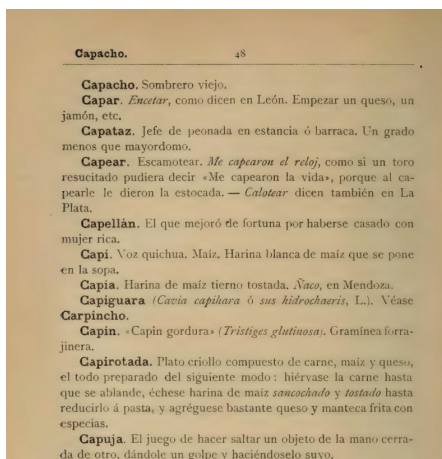 Capacho. 48
Capacho. Sombrero viejo.
Capar. Encetar, como dicen en León. Empezar un queso, un
jamón, etc.
Capataz. Jefe de peonada en estancia ó barraca. Un grado
menos que mayordomo.
Capear. Escamotear. Me capearon el reloj, como si un toro
resucitado pudiera decir «Me capearon la vida», porque al ca-
pearle le dieron la estocada. — Calotear dicen también en La
Plata.
Capellán. El que mejoró de fortuna por haberse casado con
mujer rica.
Capí. Voz quichua. Maíz. Harina blanca de maíz que se pone
en la sopa.
Capia. Harina de maíz tierno tostada. Ñaco, en Mendoza.
Capiguara (Cavia capibara ó sus hidrochaeris, L.). Véase
Carpincho.
Capin. «Capin gordura» (Tristiges glutinosa). Gramínea forra-
jinera.
Capirotada. Plato criollo compuesto de carne, maíz y queso,
el todo preparado del siguiente modo: hiérvase la carne hasta
que se ablande, échese harina de maíz sancochado y tostado hasta
reducirlo á pasta, y agréguese bastante queso y manteca frita con
especias.
Capuja. El juego de hacer saltar un objeto de la mano cerra-
da de otro, dándole un golpe y haciéndoselo suyo.